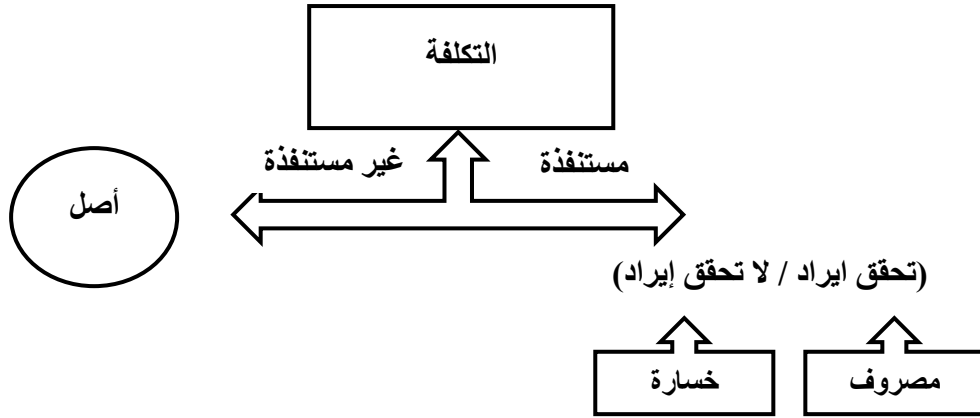 التكلفة
مستنفذة
غير مستنفذة
أصل
(تحقق ايراد / لا تحقق إيراد)
مصروف
خسارة